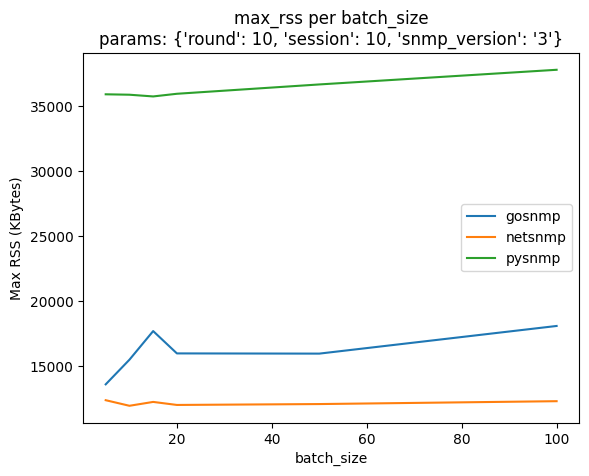 max_rss per batch_size
params: {'round': 10, 'session': 10, 'snmp_version': '3'}
Max RSS (KBytes)
35000
30000
25000
20000
15000
gosnmp
netsnmp
pysnmp
20
40
60
80
100
batch_size